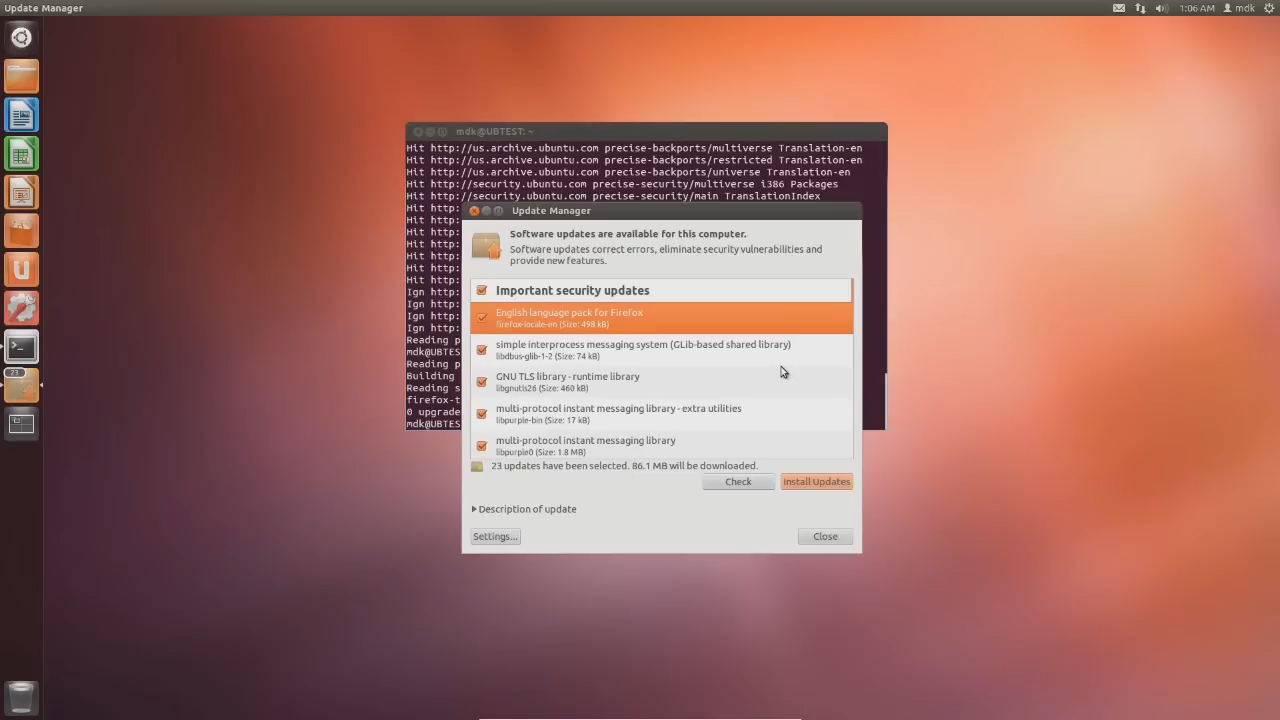 Update Manager
1:06 AM mdk
mdk@UBTEST: ~
Hit http://us.archive.ubuntu.com precise-backports/multiverse Translation-en
Hit http://us.archive.ubuntu.com precise-backports/restricted Translation-en
Hit http://us.archive.ubuntu.com precise-backports/universe Translation-en
Hit http://security.ubuntu.com precise-security/multiverse i386 Packages
Hit http://security.ubuntu.com precise-security/main TranslationIndex
Hit http:
Hit http:
Hit http:
Hit http:
Hit http:
Hit http:
Hit http:
Ign http:
Ign http:
Ign http:
Ign http:
Reading p
mdk@UBTES
Reading p
Building
Reading s
firefox-t
0 upgrade
mdk@UBTES
Update Manager
Software updates are available for this computer.
Software updates correct errors, eliminate security vulnerabilities and
provide new features.
Important security updates
English language pack for Firefox
firefox-locale-en (Size: 498 kB)
simple interprocess messaging system (GLib-based shared library)
libdbus-glib-1-2 (Size: 74 kB)
GNU TLS library - runtime library
libgnutls26 (Size: 460 kB)
multi-protocol instant messaging library - extra utilities
libpurple-bin (Size: 17 kB)
multi-protocol instant messaging library
libpurple0 (Size: 1.8 MB)
23 updates have been selected. 86.1 MB will be downloaded.
Check
Install Updates
Description of update
Settings...
Close
23